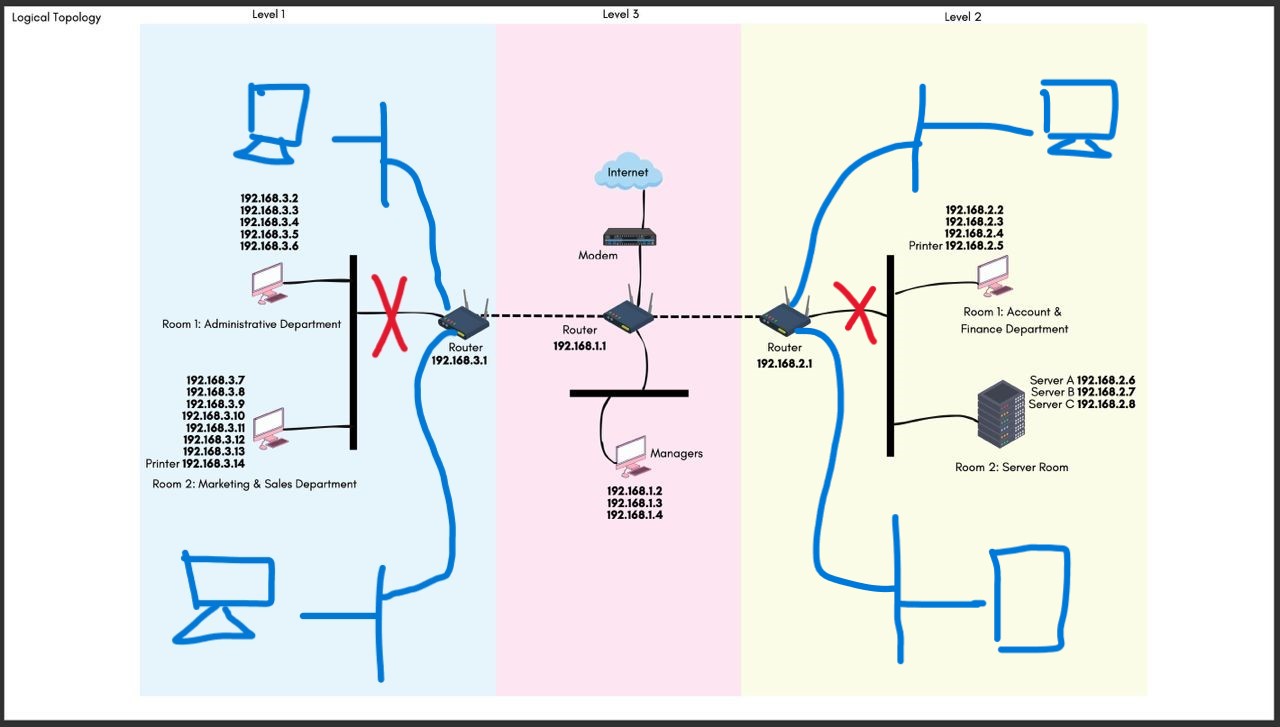 Logical Topology
Level 1
Level 3
Level 2
192.168.3.2
192.168.3.3
192.168.3.4
192.168.3.5
192.168.3.6
Room 1: Administrative Department
192.168.3.7
192.168.3.8
192.168.3.9
192.168.3.10
192.168.3.11
192.168.3.12
192.168.3.13
Printer 192.168.3.14
Room 2: Marketing & Sales Department
Router
192.168.3.1
Internet
Modem
Router
192.168.1.1
Managers
192.168.1.2
192.168.1.3
192.168.1.4
Router
192.168.2.1
192.168.2.2
192.168.2.3
192.168.2.4
Printer 192.168.2.5
Room 1: Account &
Finance Department
Server A 192.168.2.6
Server B 192.168.2.7
Server C 192.168.2.8
Room 2: Server Room